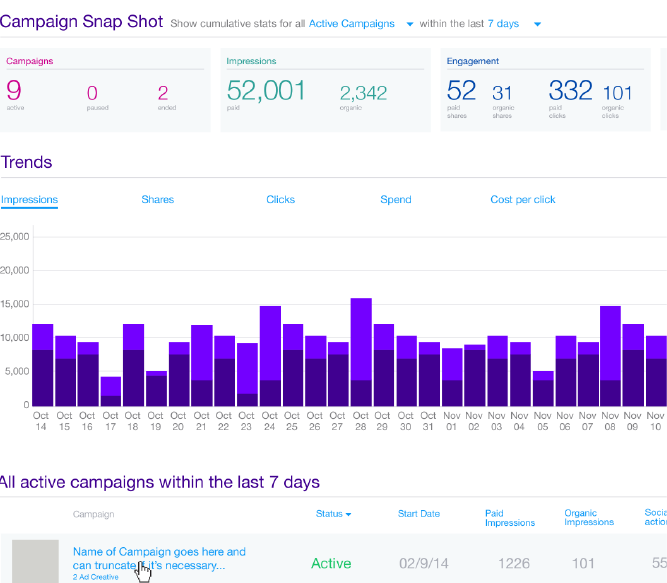 Campaign Snap Shot Show cumulative stats for all Active Campaigns within the last 7 days
Campaigns Impressions Engagement
9 0 2 52,001 2,342 52 31 332 101
active paused ended paid organic paid shares organic shares paid clicks organic clicks
Trends
Impressions Shares Clicks Spend Cost per click
25,000
20,000
15,000
10,000
5,000
0
Oct Oct Oct Oct Oct Oct Oct Oct Oct Oct Oct Oct Oct Oct Oct Oct Oct Oct Nov Nov Nov Nov Nov Nov Nov Nov Nov Nov
14 15 16 17 18 19 20 21 22 23 24 25 26 27 28 29 30 31 01 02 03 04 05 06 07 08 09 10
All active campaigns within the last 7 days
Campaign Status Start Date Paid Impressions Organic Impressions
Name of Campaign goes here and
can truncate if it's necessary...
2 Ad Creative
Active 02/9/14 1226 101 55